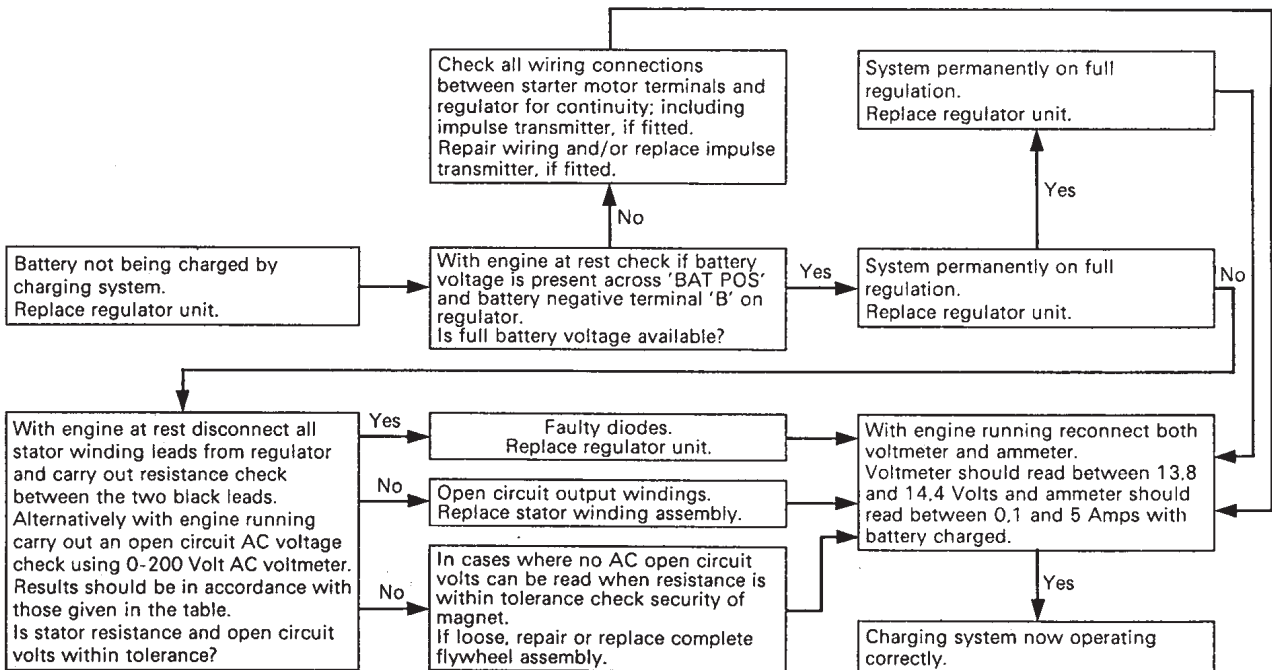 Check all wiring connections
between starter motor terminals and
regulator for continuity; including
impulse transmitter, if fitted.
Repair wiring and/or replace impulse
transmitter, if fitted.
System permanently on full
regulation.
Replace regulator unit.
No
Yes
Battery not being charged by
charging system.
Replace regulator unit.
With engine at rest check if battery
voltage is present across 'BAT POS'
and battery negative terminal 'B' on
regulator.
Is full battery voltage available?
Yes
System permanently on full
regulation.
Replace regulator unit.
No
With engine at rest disconnect all
stator winding leads from regulator
and carry out resistance check
between the two black leads.
Alternatively with engine running
carry out an open circuit AC voltage
check using 0-200 Volt AC voltmeter.
Results should be in accordance with
those given in the table.
Is stator resistance and open circuit
volts within tolerance?
Yes
Faulty diodes.
Replace regulator unit.
No
Open circuit output windings.
Replace stator winding assembly.
No
In cases where no AC open circuit
volts can be read when resistance is
within tolerance check security of
magnet.
If loose, repair or replace complete
flywheel assembly.
With engine running reconnect both
voltmeter and ammeter.
Voltmeter should read between 13,8
and 14,4 Volts and ammeter should
read between 0,1 and 5 Amps with
battery charged.
Yes
Charging system now operating
correctly.